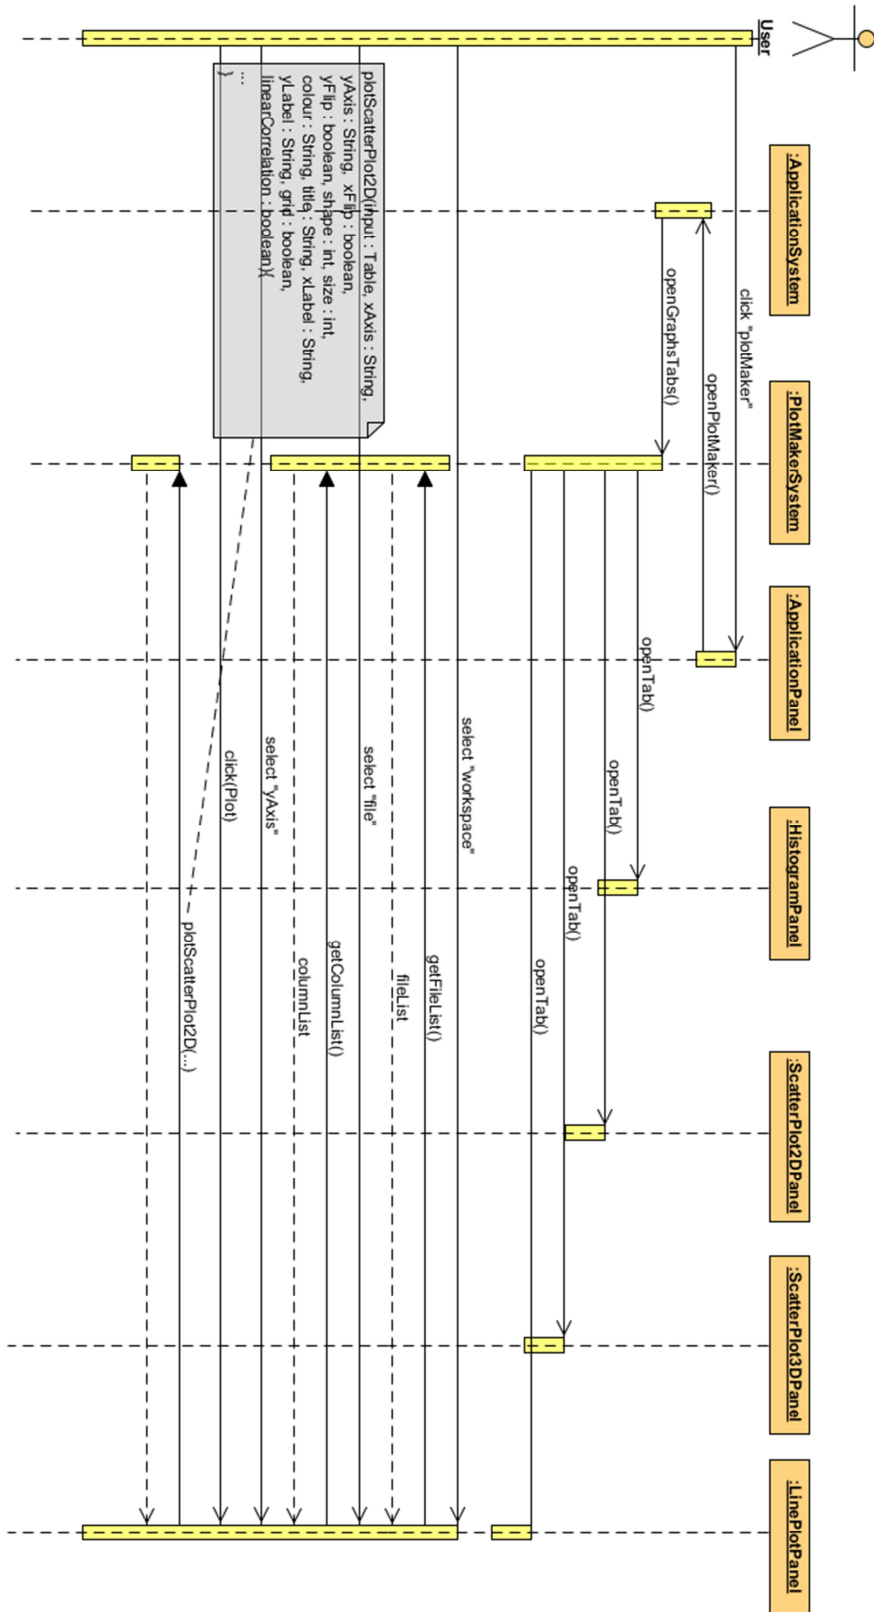 User
:ApplicationSystem
:PlotMakerSystem
:ApplicationPanel
:HistogramPanel
:ScatterPlot2DPanel
:ScatterPlot3DPanel
:LinePlotPanel
click "plotMaker"
openPlotMaker()
openGraphsTabs()
openTab()
openTab()
openTab()
openTab()
select "workspace"
getFileList()
fileList
select "file"
getColumnList()
columnList
select "yAxis"
click(Plot)
plotScatterPlot2D(...)
plotScatterPlot2D(input : Table, xAxis : String,
yAxis : String, xFlip : boolean,
yFlip : boolean, shape : int, size : int,
colour : String, title : String, xLabel : String,
yLabel : String, grid : boolean,
linearCorrelation : boolean){
...
}